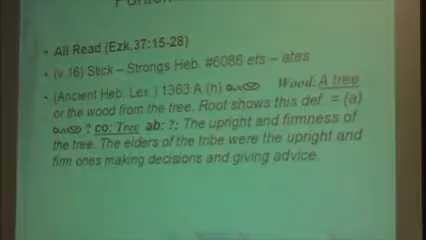 • All Read (Ezk.37:15-28)
• (v.16) Stick – Strongs Heb. #6086 ets – ates
• (Ancient Heb. Lex.) 1363 A (n) Wood: A tree
or the wood from the tree. Root shows this def. = (a)
? co: Tree ab: ?: The upright and firmness of
the tree. The elders of the tribe were the upright and
firm ones making decisions and giving advice.